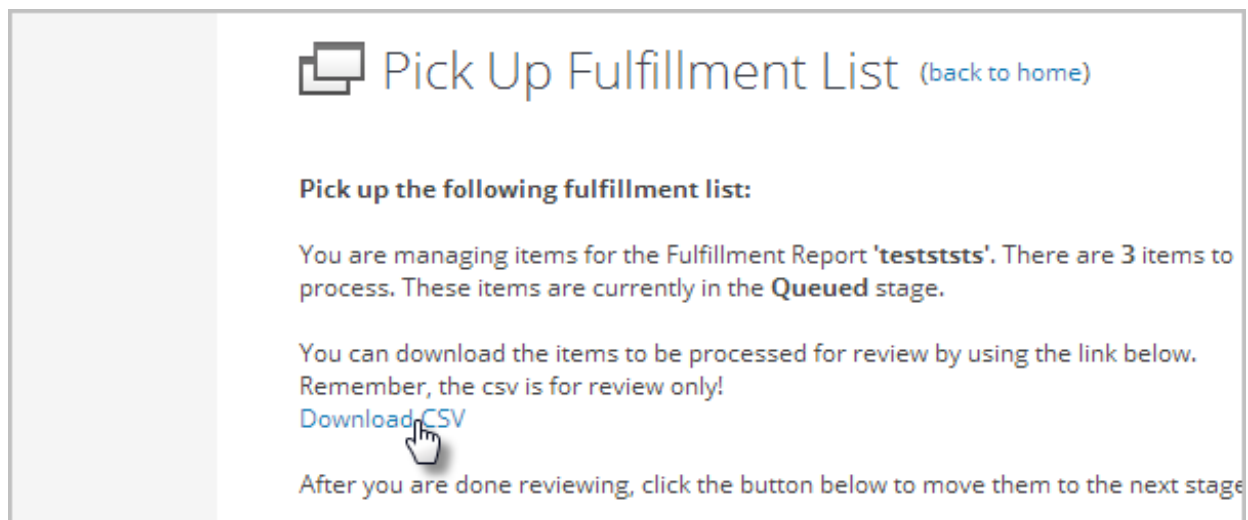 Pick Up Fulfillment List (back to home)
Pick up the following fulfillment list:
You are managing items for the Fulfillment Report 'testststs'. There are 3 items to
process. These items are currently in the Queued stage.
You can download the items to be processed for review by using the link below.
Remember, the csv is for review only!
Download CSV
After you are done reviewing, click the button below to move them to the next stage